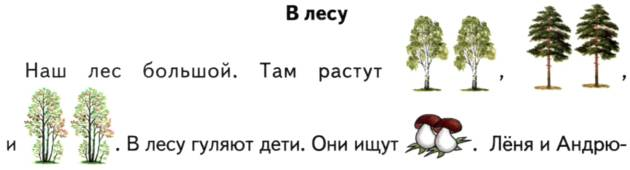 В лесу
Наш лес большой. Там растут , ,
и . В лесу гуляют дети. Они ищут . Лёня и Андрю-